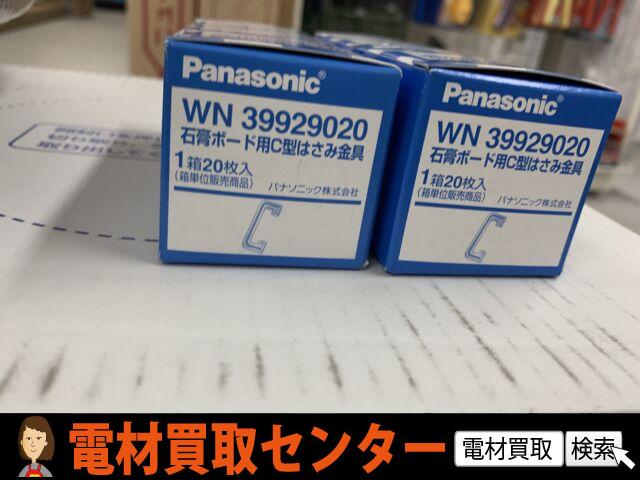 Panasonic®
WN 39929020
石膏ボード用C型はさみ金具
1箱20枚入
(箱単位販売商品)
パナソニック株式会社
Panasonic®
WN 39929020
石膏ボード用C型はさみ金具
1箱20枚入
(箱単位販売商品)
パナソニック株式会社
電材買取センター
電材買取 検索